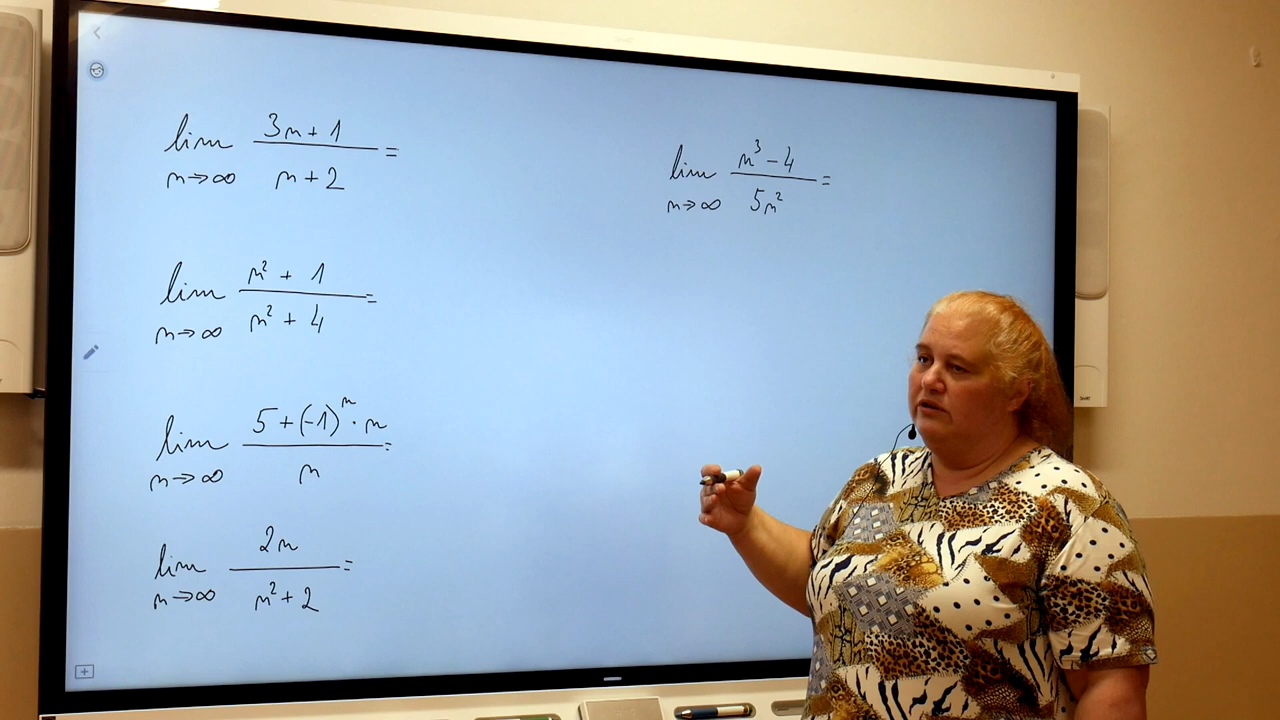 lim 3n+1 =
n→∞ n+2
lim n²+1 =
n→∞ n²+4
lim 5+(-1)ⁿ·n =
n→∞ n
lim 2n =
n→∞ n²+2
lim n³-4 =
n→∞ 5n²